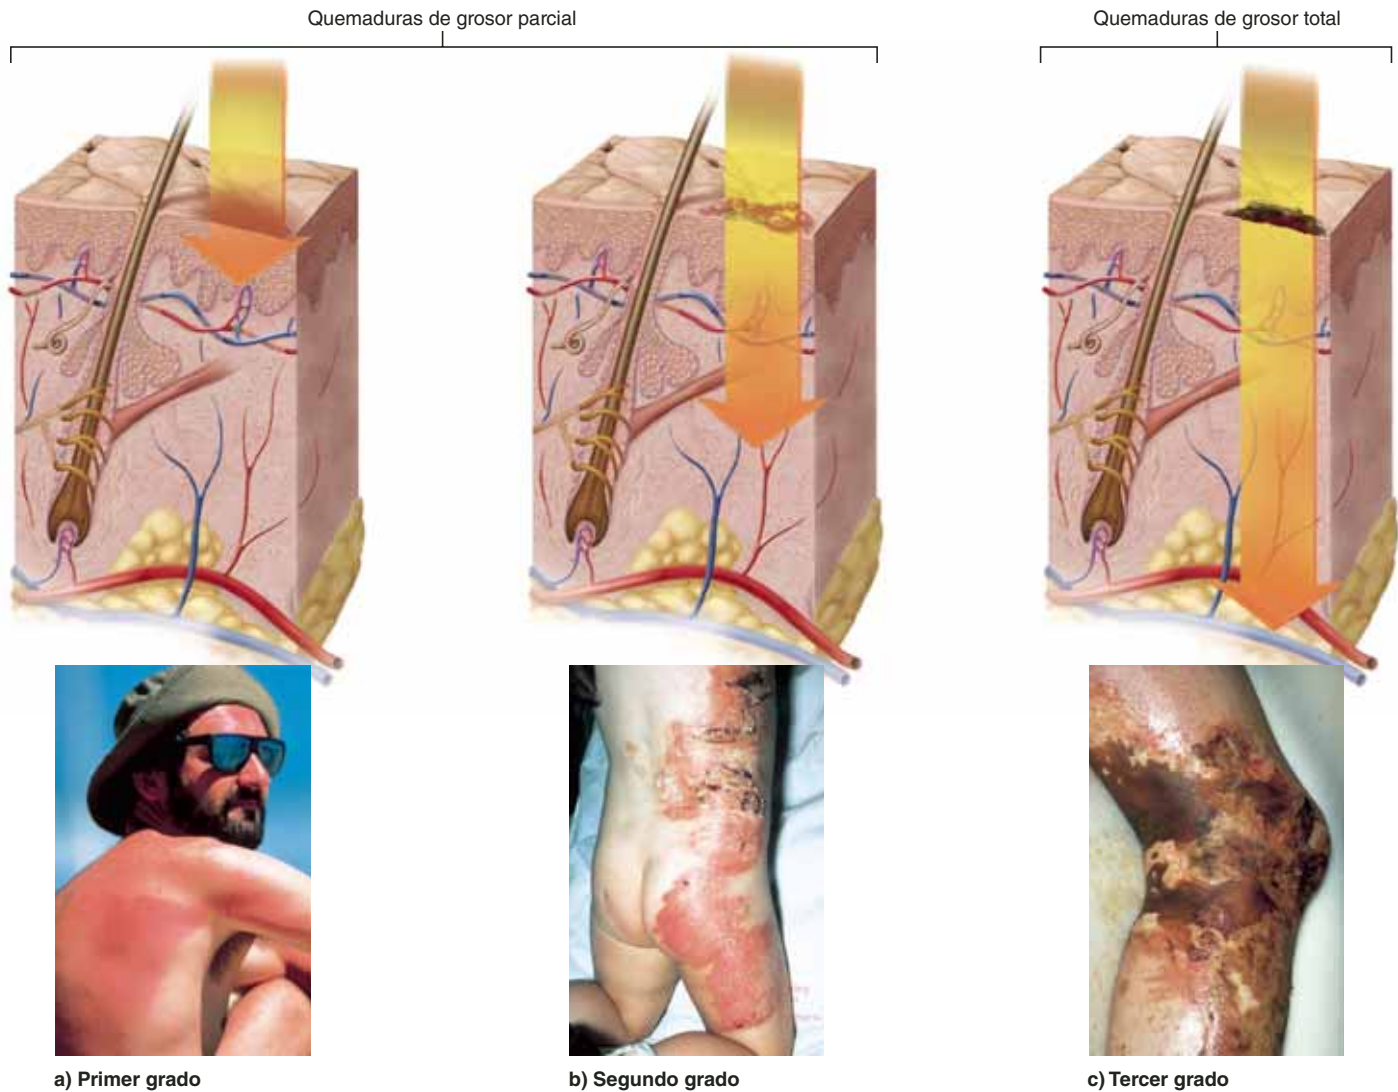 Quemaduras de grosor parcial
Quemaduras de grosor total
a) Primer grado
b) Segundo grado
c) Tercer grado